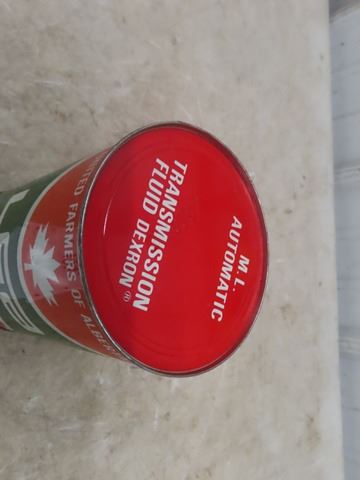 M.L.
AUTOMATIC
TRANSMISSION
FLUID DEXRON®
FARMERS OF